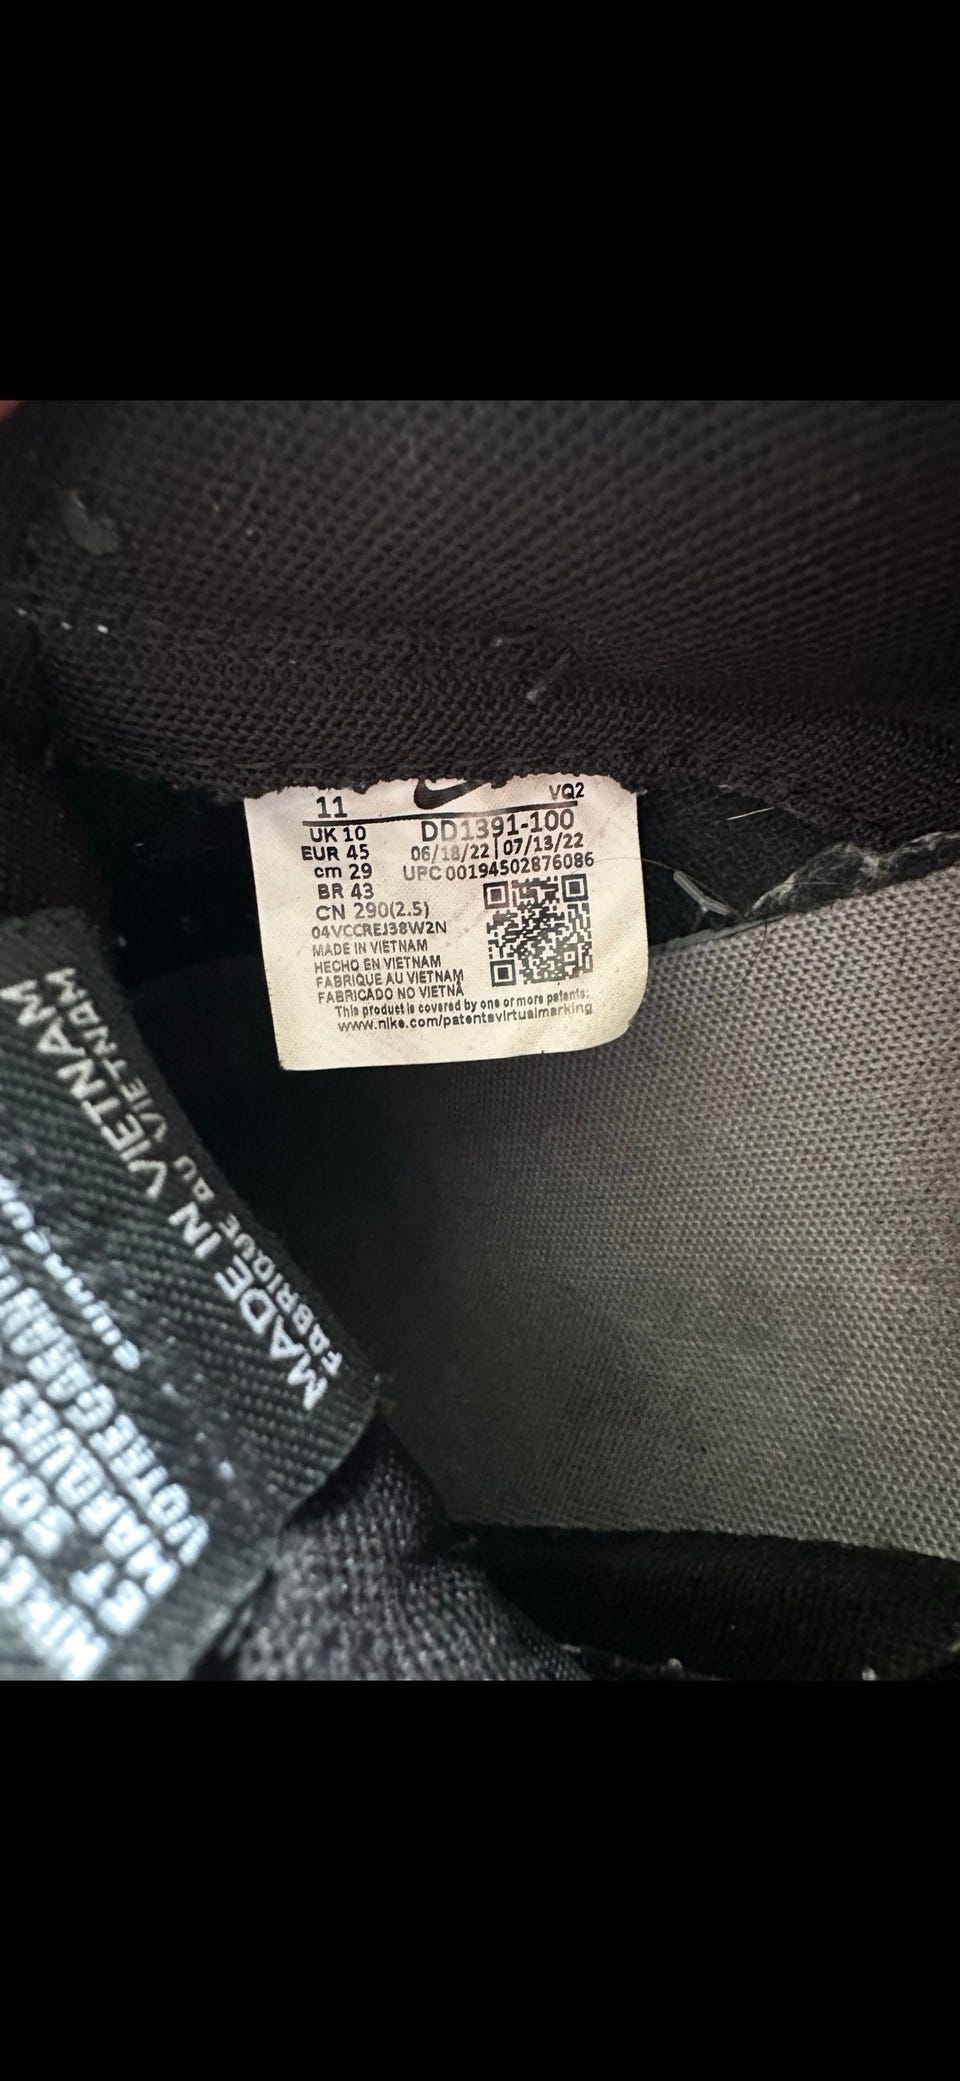 11
VQ2
UK 10
DD1391-100
EUR 45
06/18/22 07/13/22
cm 29
UPC 00194502876086
BR 43
CN 290(2.5)
04VCCREJ38W2N
MADE IN VIETNAM
HECHO EN VIETNAM
FABRIQUE AU VIETNAM
FABRICADO NO VIETNÃ
This product is covered by one or more patents:
www.nike.com/patentsvirtualmarking
MADE IN VIETNAM
FABRIQUE AU VIETNAM